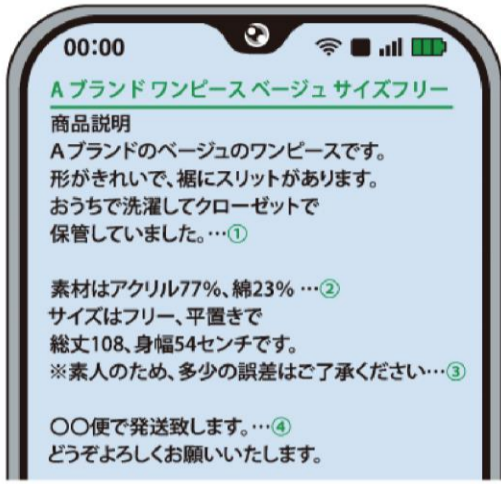 00:00
Aブランド ワンピース ベージュ サイズフリー
商品説明
Aブランドのベージュのワンピースです。
形がきれいで、裾にスリットがあります。
おうちで洗濯してクローゼットで
保管していました。…①
素材はアクリル77%、綿23% …②
サイズはフリー、平置きで
総丈108、身幅54センチです。
※素人のため、多少の誤差はご了承ください…③
〇〇便で発送致します。…④
どうぞよろしくお願いいたします。